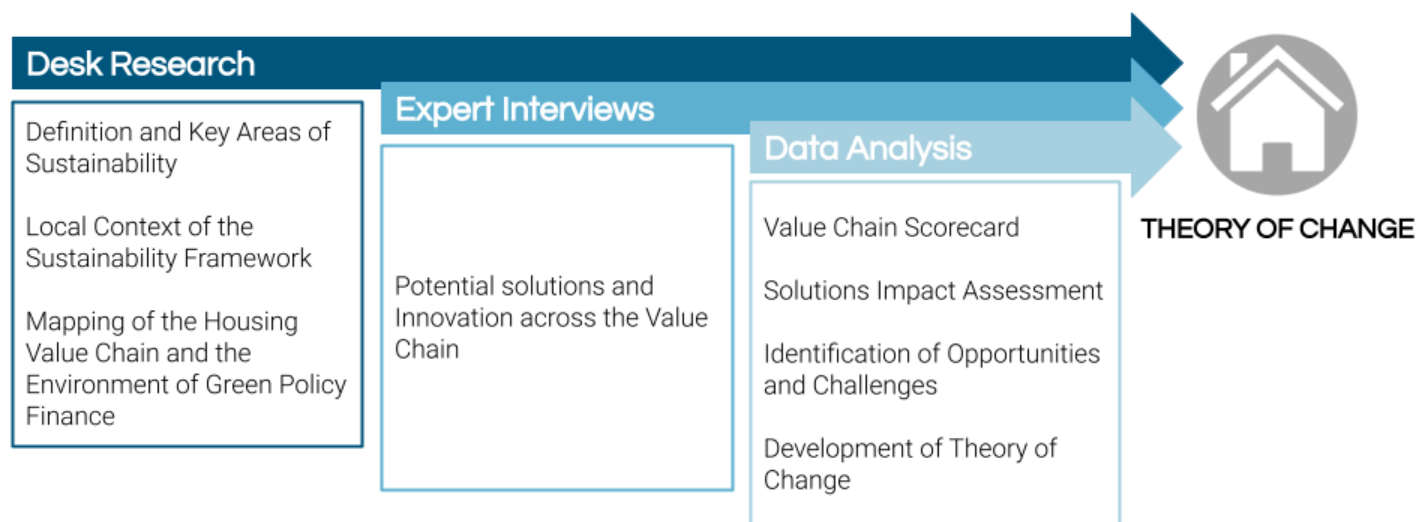 Desk Research
Definition and Key Areas of
Sustainability
Local Context of the
Sustainability Framework
Mapping of the Housing
Value Chain and the
Environment of Green Policy
Finance
Expert Interviews
Potential solutions and
Innovation across the Value
Chain
Data Analysis
Value Chain Scorecard
Solutions Impact Assessment
Identification of Opportunities
and Challenges
Development of Theory of
Change
THEORY OF CHANGE